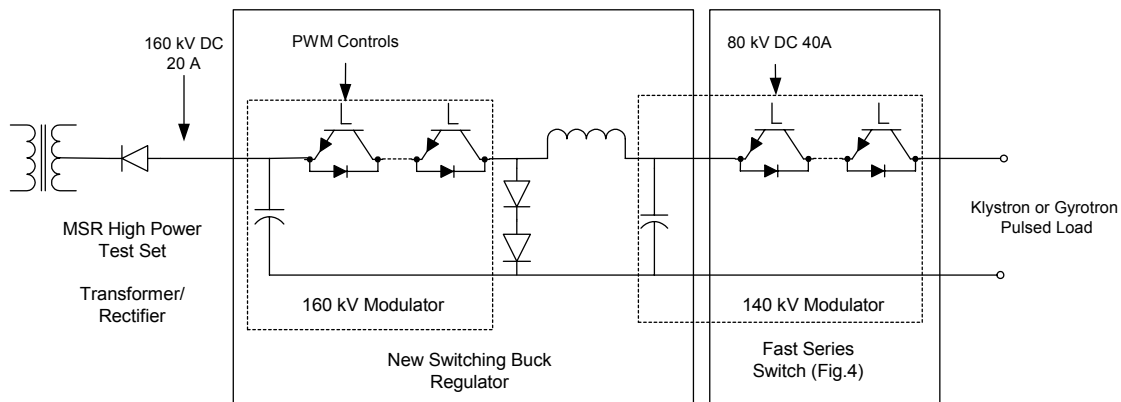 160 kV DC
20 A
PWM Controls
80 kV DC 40A
MSR High Power
Test Set
Transformer/
Rectifier
160 kV Modulator
New Switching Buck
Regulator
140 kV Modulator
Fast Series
Switch (Fig.4)
Klystron or Gyrotron
Pulsed Load